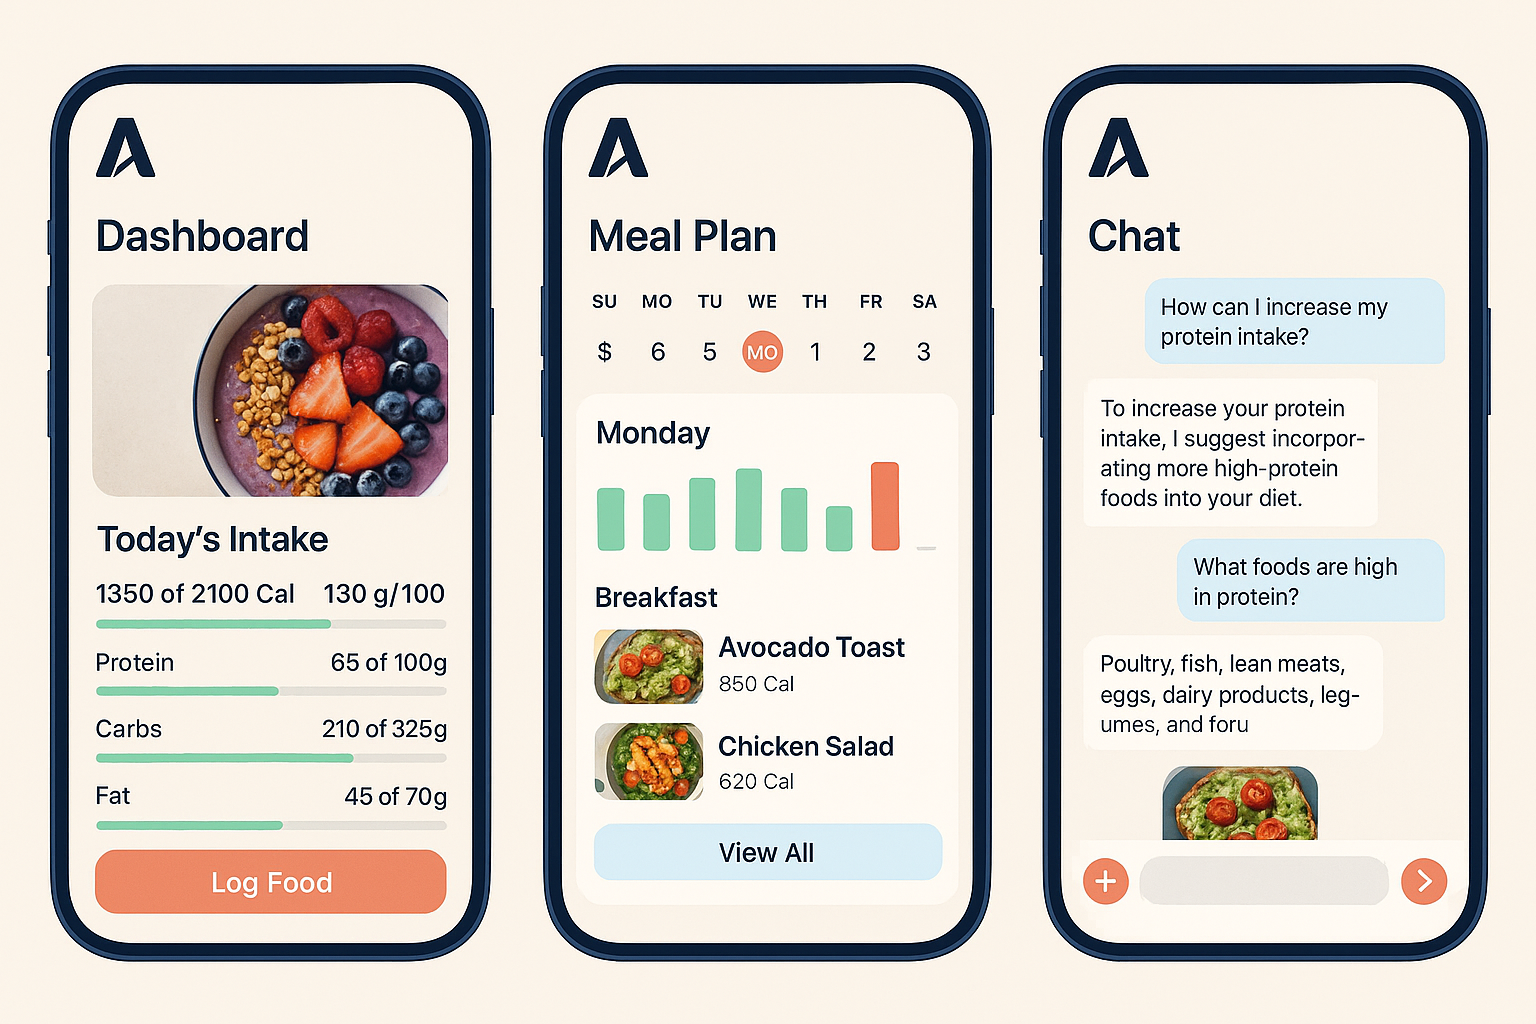 Dashboard
Today's Intake
1350 of 2100 Cal 130 g/100
Protein 65 of 100g
Carbs 210 of 325g
Fat 45 of 70g
Log Food
Meal Plan
SU MO TU WE TH FR SA
$ 6 5 MO 1 2 3
Monday
Breakfast
Avocado Toast
850 Cal
Chicken Salad
620 Cal
View All
Chat
How can I increase my
protein intake?
To increase your protein
intake, I suggest incorpor-
ating more high-protein
foods into your diet.
What foods are high
in protein?
Poultry, fish, lean meats,
eggs, dairy products, leg-
umes, and foru